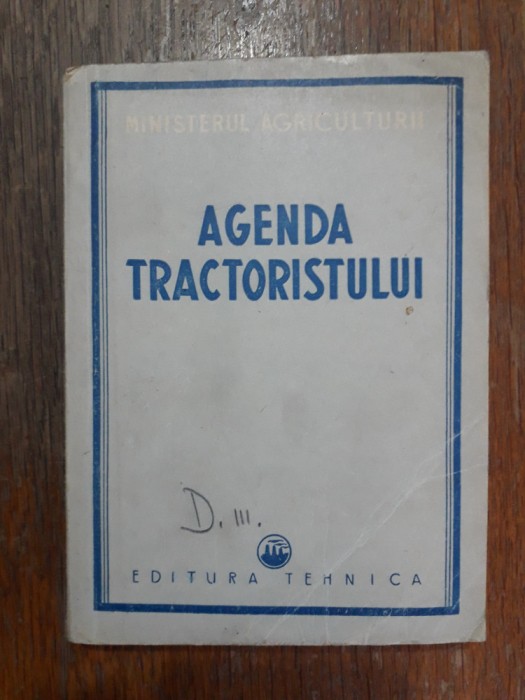 MINISTERUL AGRICULTURII
AGENDA
TRACTORISTULUI
D. III.
EDITURA TEHNICA